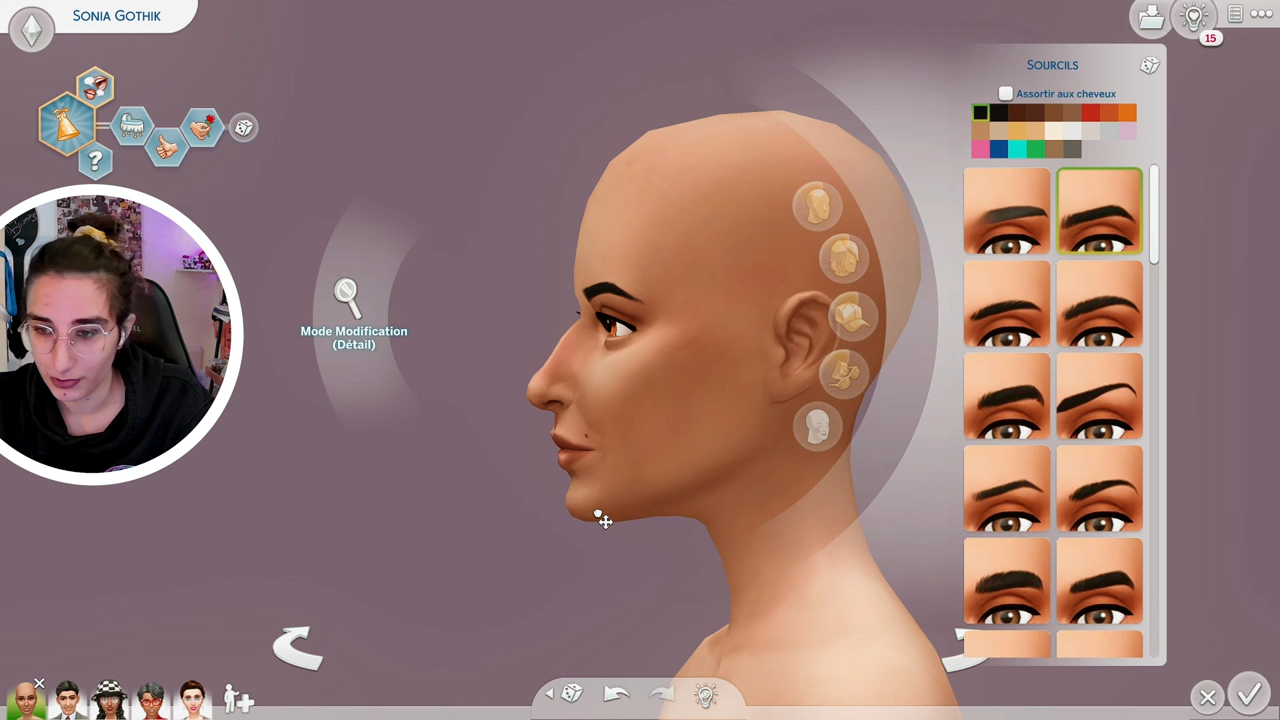 Sonia Gothik
15
?
Sourcils
Assortir aux cheveux
Mode Modification
(Détail)